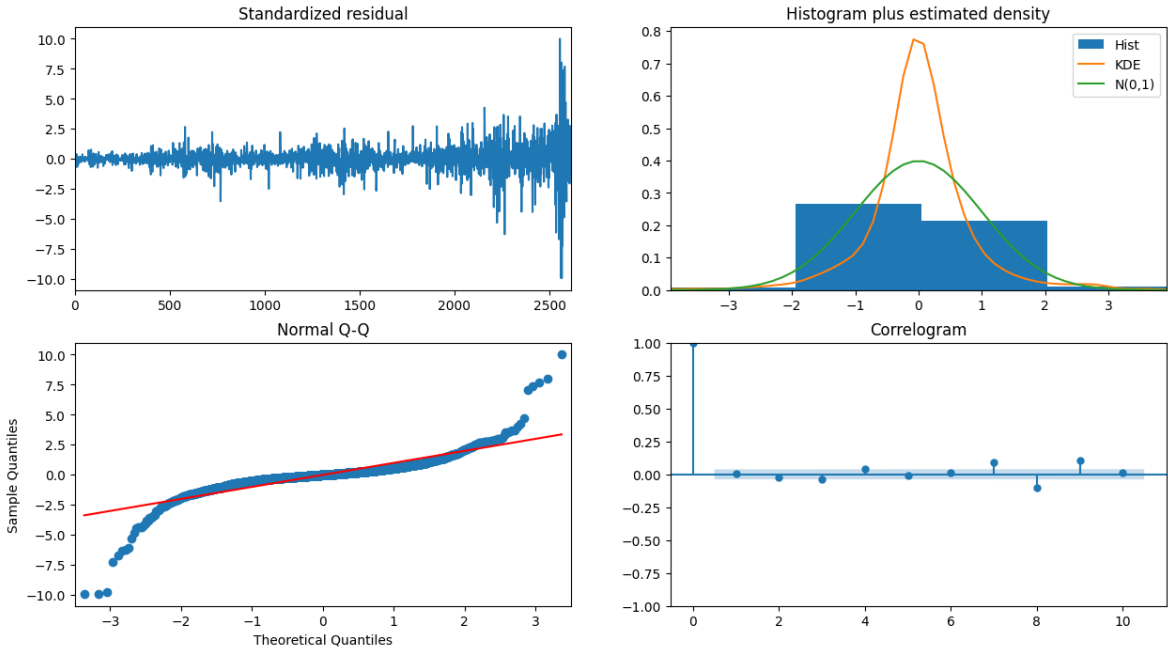 Standardized residual
10.0
7.5
5.0
2.5
0.0
−2.5
−5.0
−7.5
−10.0
0 500 1000 1500 2000 2500
Histogram plus estimated density
0.8
0.7
0.6
0.5
0.4
0.3
0.2
0.1
0.0
−3 −2 −1 0 1 2 3
Hist
KDE
N(0,1)
Normal Q-Q
Sample Quantiles
10.0
7.5
5.0
2.5
0.0
−2.5
−5.0
−7.5
−10.0
−3 −2 −1 0 1 2 3
Theoretical Quantiles
Correlogram
1.00
0.75
0.50
0.25
0.00
−0.25
−0.50
−0.75
−1.00
0 2 4 6 8 10